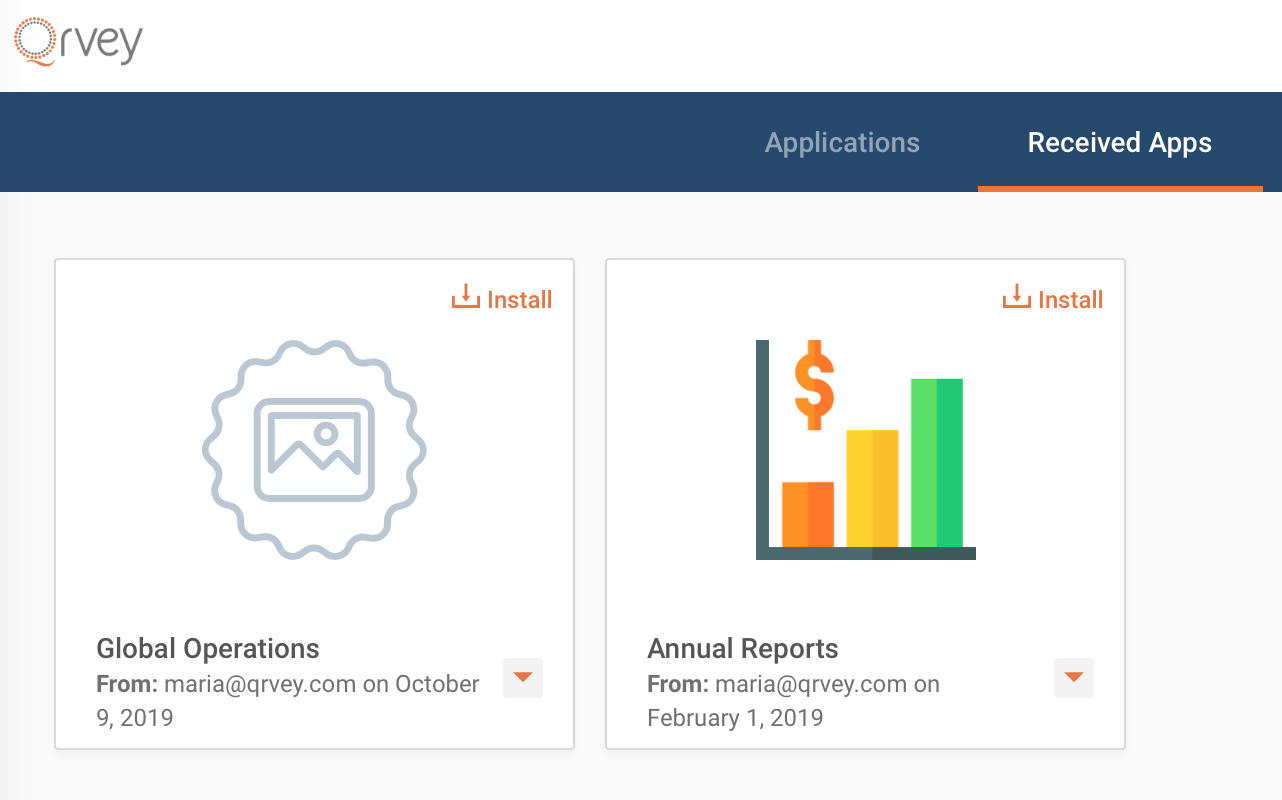 Qrvey
Applications
Received Apps
Install
Install
$
Global Operations
From: maria@qrvey.com on October
9, 2019
Annual Reports
From: maria@qrvey.com on
February 1, 2019